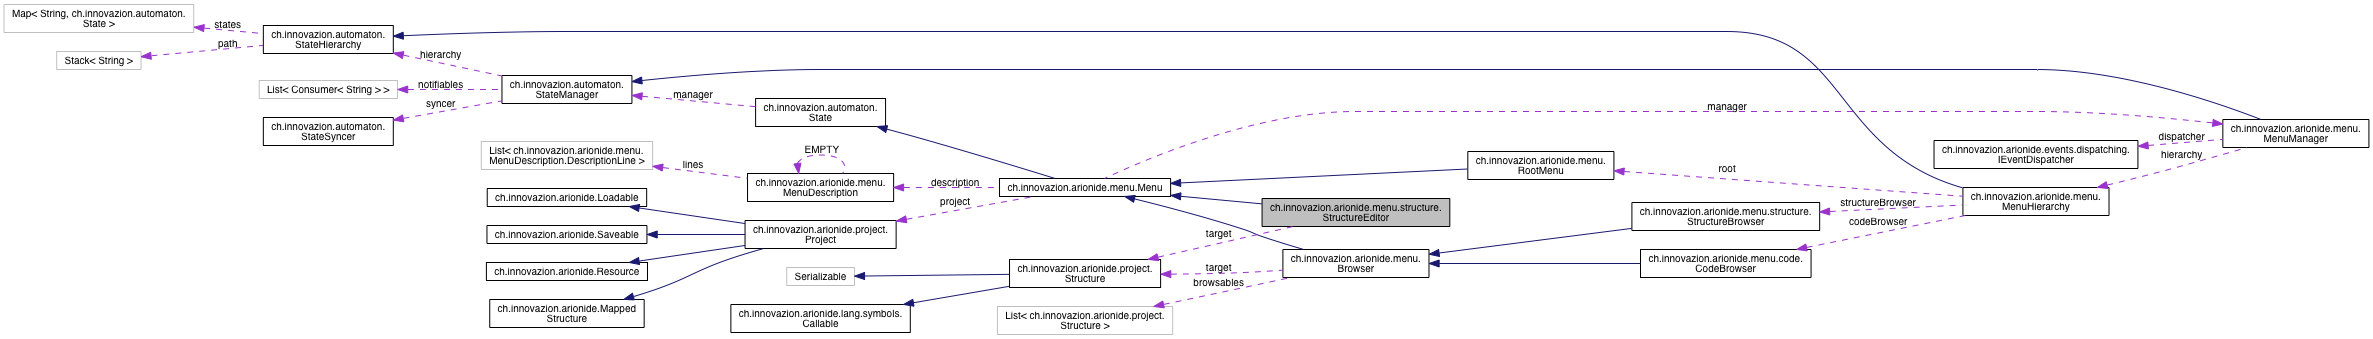 Map< String, ch.innovazion.automaton.
State >
states
path
Stack< String >
ch.innovazion.automaton.
StateHierarchy
hierarchy
notifiables
List< Consumer< String > >
syncer
ch.innovazion.automaton.
StateSyncer
ch.innovazion.automaton.
StateManager
manager
ch.innovazion.automaton.
State
List< ch.innovazion.arionide.menu.
MenuDescription.DescriptionLine >
lines
EMPTY
ch.innovazion.arionide.menu.
MenuDescription
description
project
ch.innovazion.arionide.Loadable
ch.innovazion.arionide.Saveable
ch.innovazion.arionide.Resource
ch.innovazion.arionide.Mapped
Structure
ch.innovazion.arionide.project.
Project
Serializable
ch.innovazion.arionide.lang.symbols.
Callable
ch.innovazion.arionide.menu.Menu
ch.innovazion.arionide.project.
Structure
List< ch.innovazion.arionide.project.
Structure >
target
target
browsables
ch.innovazion.arionide.menu.structure.
StructureEditor
ch.innovazion.arionide.menu.
Browser
ch.innovazion.arionide.menu.
RootMenu
ch.innovazion.arionide.menu.structure.
StructureBrowser
ch.innovazion.arionide.menu.code.
CodeBrowser
manager
root
structureBrowser
codeBrowser
ch.innovazion.arionide.events.dispatching.
IEventDispatcher
ch.innovazion.arionide.menu.
MenuHierarchy
dispatcher
hierarchy
ch.innovazion.arionide.menu.
MenuManager